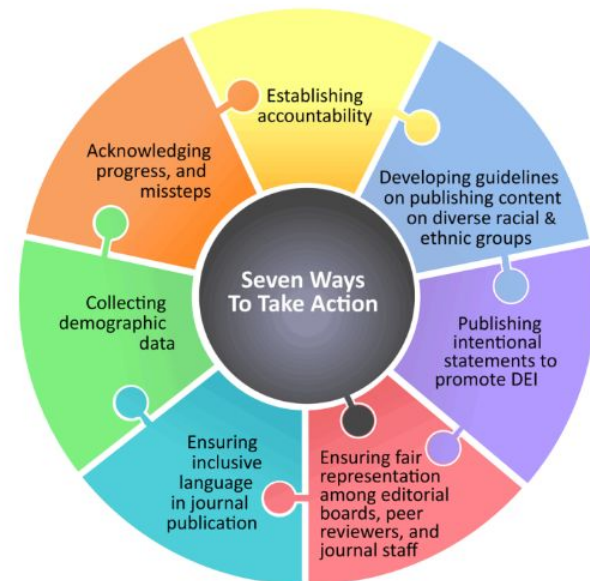 Seven Ways
To Take Action
Establishing
accountability
Developing guidelines
on publishing content
on diverse racial &
ethnic groups
Publishing
intentional
statements to
promote DEI
Ensuring fair
representation
among editorial
boards, peer
reviewers, and
journal staff
Ensuring
inclusive
language
in journal
publication
Collecting
demographic
data
Acknowledging
progress, and
missteps